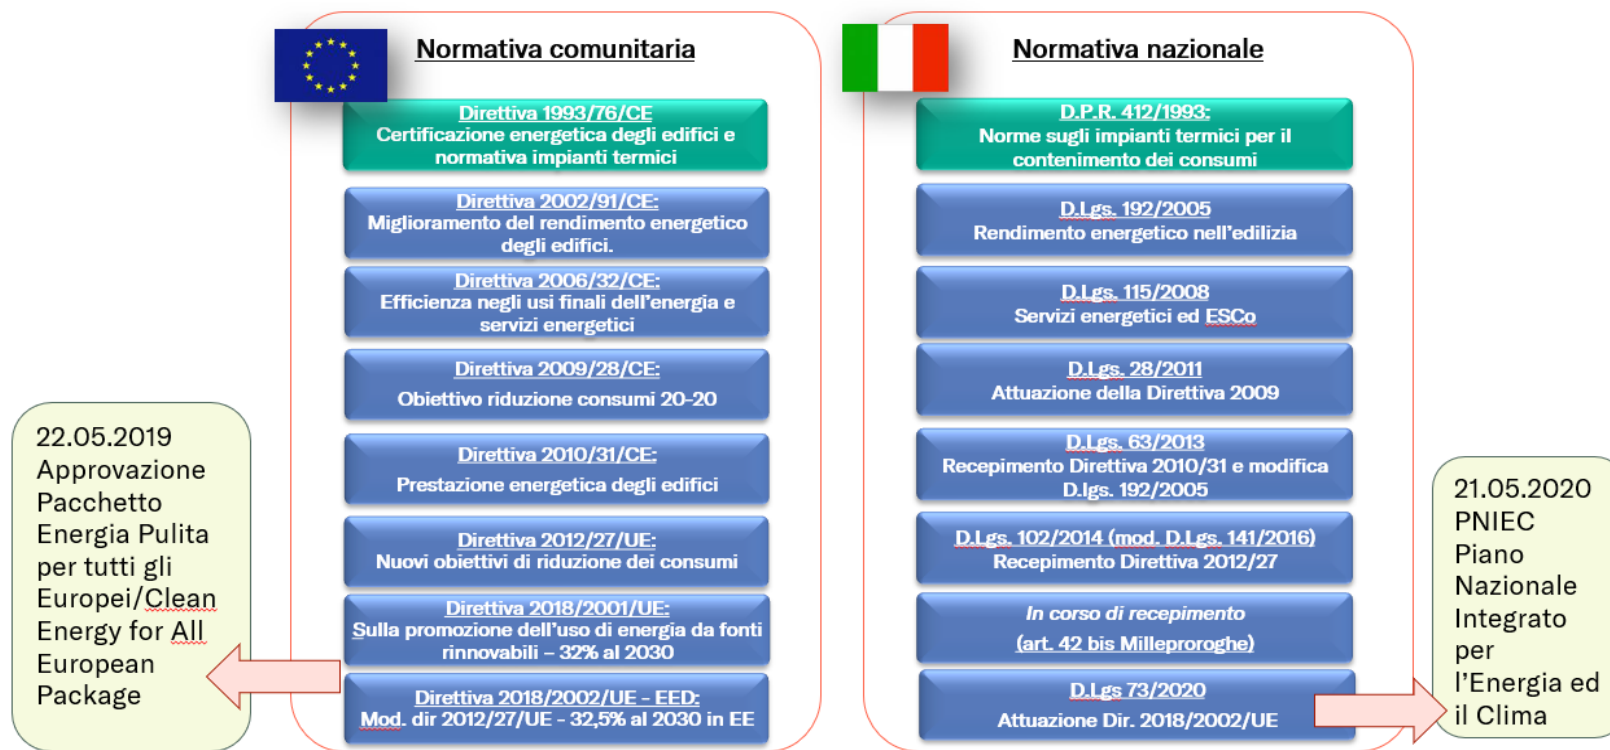 Normativa comunitaria
Direttiva 1993/76/CE
Certificazione energetica degli edifici e
normativa impianti termici
Direttiva 2002/91/CE:
Miglioramento del rendimento energetico
degli edifici.
Direttiva 2006/32/CE:
Efficienza negli usi finali dell'energia e
servizi energetici
Direttiva 2009/28/CE:
Obiettivo riduzione consumi 20-20
Direttiva 2010/31/CE:
Prestazione energetica degli edifici
Direttiva 2012/27/UE:
Nuovi obiettivi di riduzione dei consumi
Direttiva 2018/2001/UE:
Sulla promozione dell'uso di energia da fonti
rinnovabili – 32% al 2030
Direttiva 2018/2002/UE - EED:
Mod. dir 2012/27/UE - 32,5% al 2030 in EE
22.05.2019
Approvazione
Pacchetto
Energia Pulita
per tutti gli
Europei/Clean
Energy for All
European
Package
Normativa nazionale
D.P.R. 412/1993:
Norme sugli impianti termici per il
contenimento dei consumi
D.Lgs. 192/2005
Rendimento energetico nell'edilizia
D.Lgs. 115/2008
Servizi energetici ed ESCo
D.Lgs. 28/2011
Attuazione della Direttiva 2009
D.Lgs. 63/2013
Recepimento Direttiva 2010/31 e modifica
D.lgs. 192/2005
D.Lgs. 102/2014 (mod. D.Lgs. 141/2016)
Recepimento Direttiva 2012/27
In corso di recepimento
(art. 42 bis Milleproroghe)
D.Lgs 73/2020
Attuazione Dir. 2018/2002/UE
21.05.2020
PNIEC
Piano
Nazionale
Integrato
per
l'Energia ed
il Clima